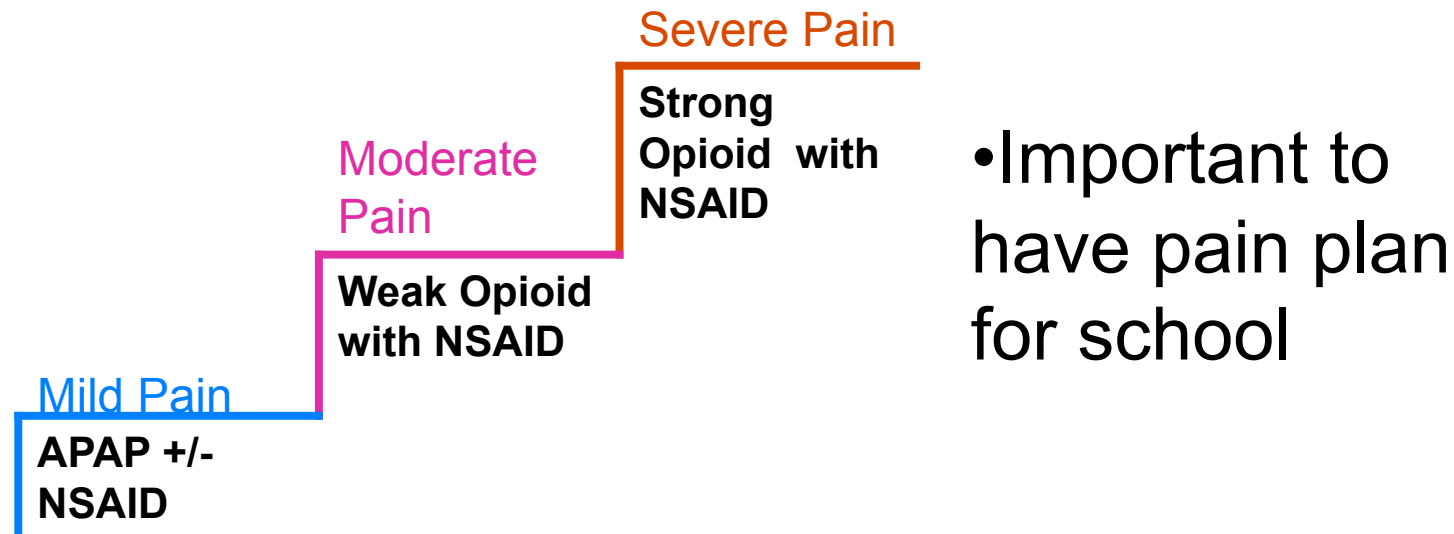 Severe Pain
Strong
Opioid with
NSAID
Moderate
Pain
Weak Opioid
with NSAID
Mild Pain
APAP +/-
NSAID
•Important to
have pain plan
for school